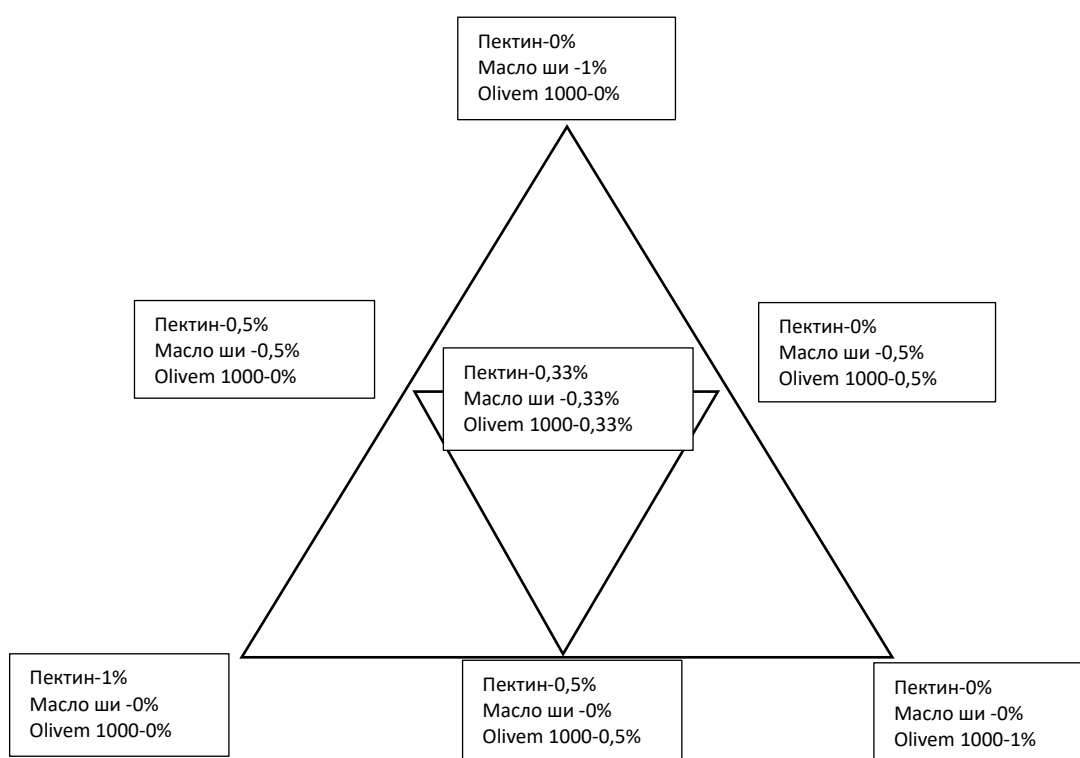 Пектин-0%
Масло ши -1%
Olivem 1000-0%
Пектин-0,5%
Масло ши -0,5%
Olivem 1000-0%
Пектин-0%
Масло ши -0,5%
Olivem 1000-0,5%
Пектин-0,33%
Масло ши -0,33%
Olivem 1000-0,33%
Пектин-1%
Масло ши -0%
Olivem 1000-0%
Пектин-0,5%
Масло ши -0%
Olivem 1000-0,5%
Пектин-0%
Масло ши -0%
Olivem 1000-1%